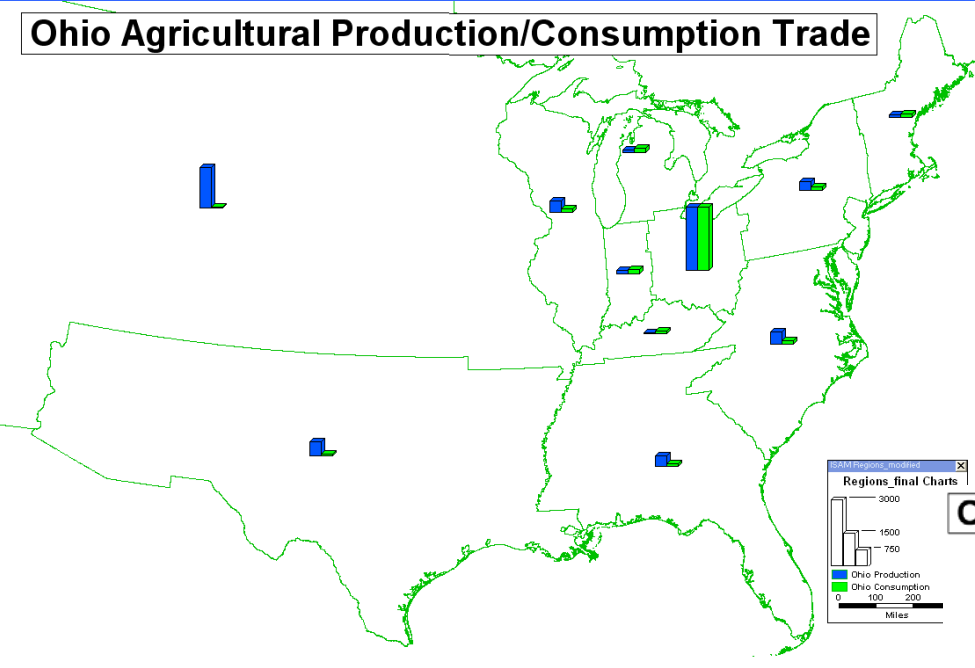 Ohio Agricultural Production/Consumption Trade
ISAM Regions_modified
Regions_final Charts
3000
1500
750
Ohio Production
Ohio Consumption
0 100 200
Miles